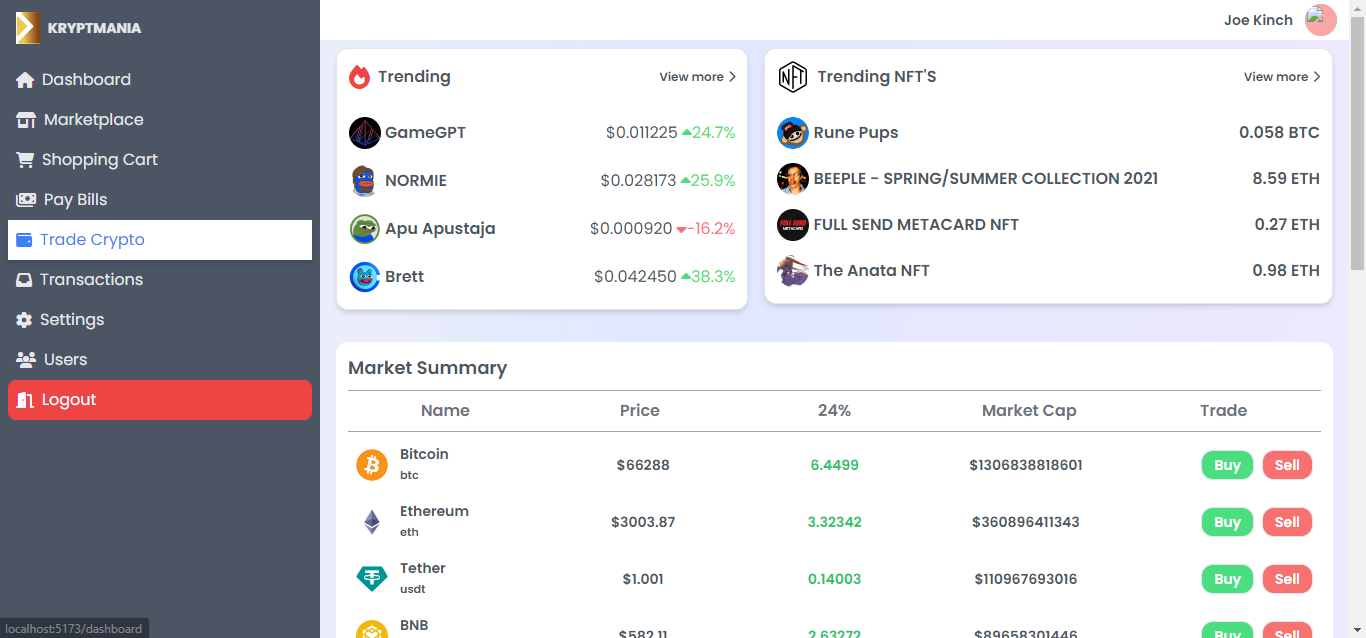 KRYPTMANIA
Dashboard
Marketplace
Shopping Cart
Pay Bills
Trade Crypto
Transactions
Settings
Users
Logout
localhost:5173/dashboard
Joe Kinch
Trending View more
GameGPT $0.011225 24.7%
NORMIE $0.028173 25.9%
Apu Apustaja $0.000920 -16.2%
Brett $0.042450 38.3%
NFT Trending NFT'S View more
Rune Pups 0.058 BTC
BEEPLE - SPRING/SUMMER COLLECTION 2021 8.59 ETH
FULL SEND METACARD
FULL SEND METACARD NFT 0.27 ETH
The Anata NFT 0.98 ETH
Market Summary
Name Price 24% Market Cap Trade
Bitcoin
btc
$66288 6.4499 $1306838818601 Buy Sell
Ethereum
eth
$3003.87 3.32342 $360896411343 Buy Sell
Tether
usdt
$1.001 0.14003 $110967693016 Buy Sell
BNB
$582.11 2.63272 $89658301446 Buy Sell